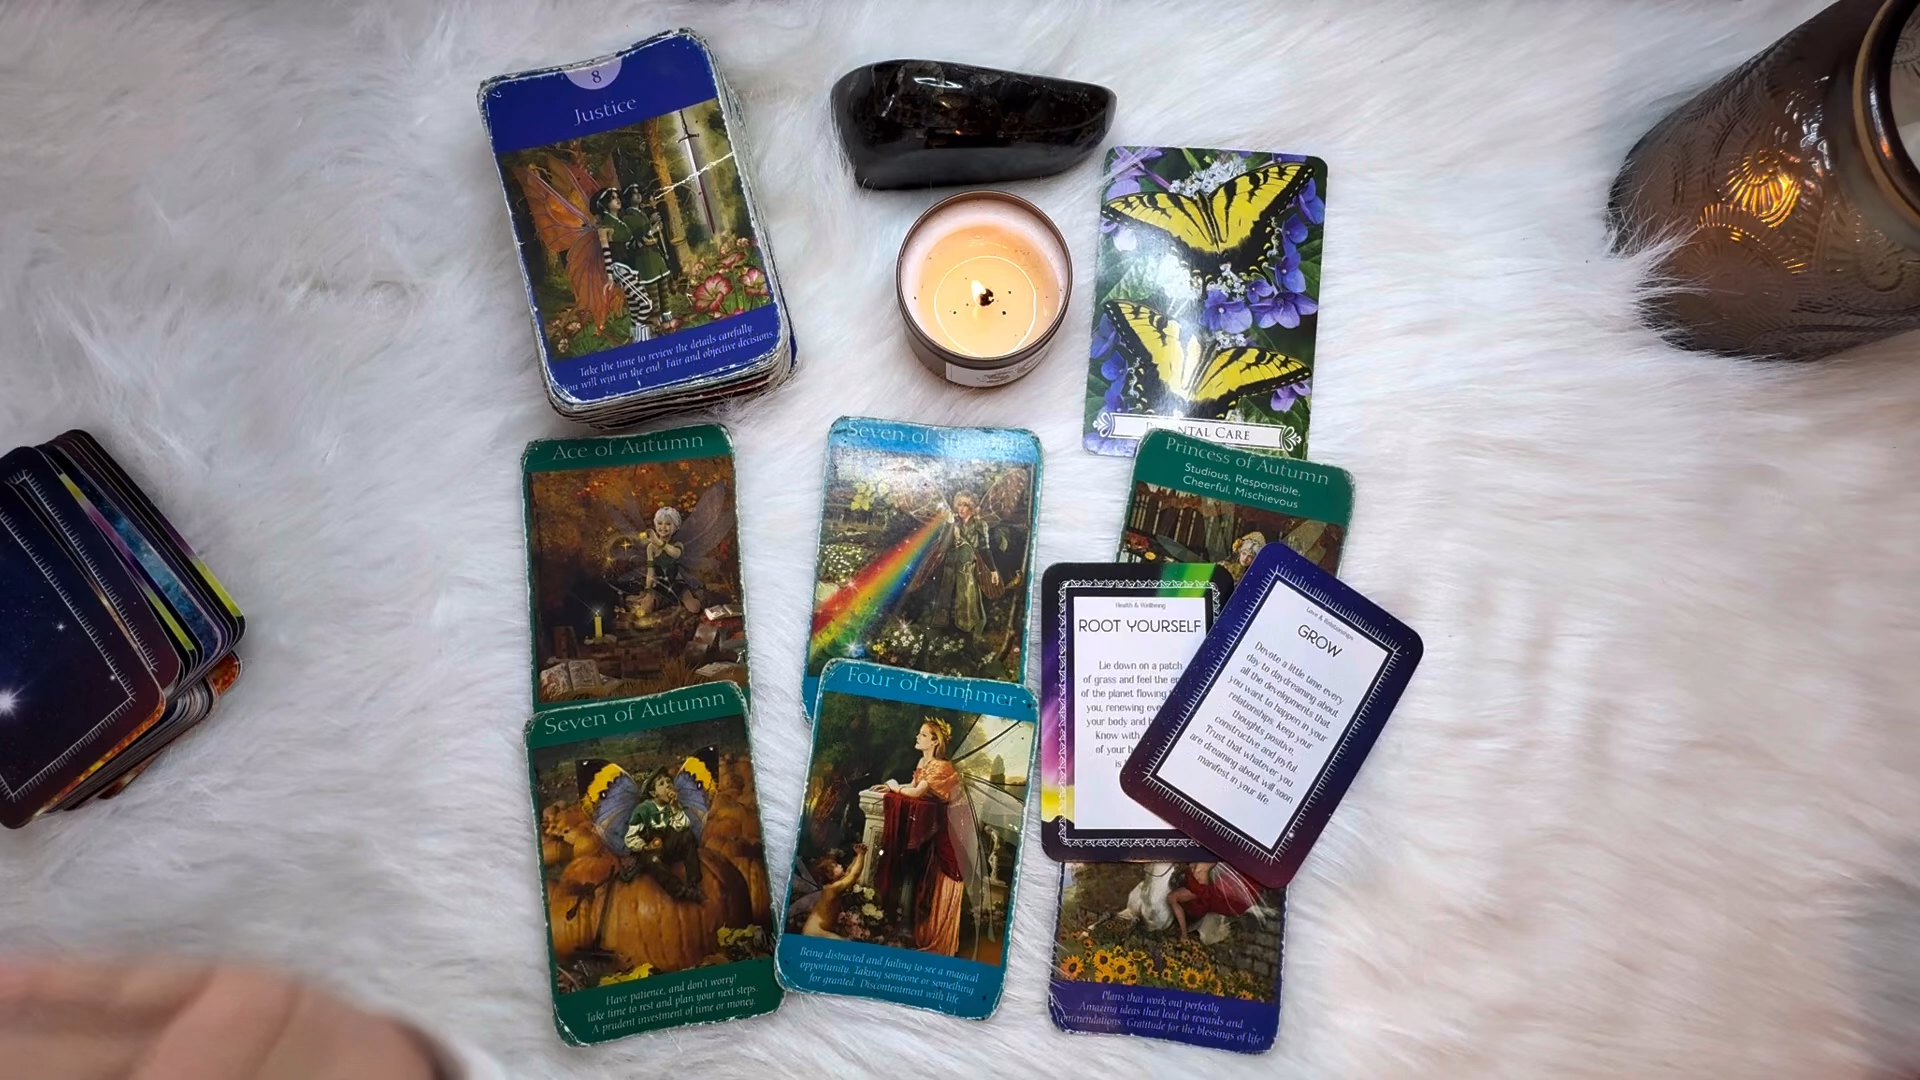 8
Justice
Take the time to review the details carefully.
You will win in the end. Fair and objective decisions
Ace of Autumn
Seven of Summer
CARE
Princess of Autumn
Studious, Responsible,
Cheerful, Mischievous
Health & Wellbeing
ROOT YOURSELF
Lie down on a patch
of grass and feel the
of the planet flowing
you, renewing
your body and
Know with
of your
is
Love & Relationships
GROW
Devote a little time every
day to daydreaming about
all the developments that
you want to happen in your
relationships. Keep your
thoughts positive,
constructive and joyful.
Trust that whatever you
are dreaming about will soon
manifest in your life.
Seven of Autumn
Have patience, and don't worry!
Take time to rest and plan your next steps.
A prudent investment of time or money.
Four of Summer
Being distracted and failing to see a magical
opportunity. Taking someone or something
for granted. Discontentment with life
Plans that work out perfectly.
Amazing ideas that lead to rewards and
Gratitude for the blessings of life!